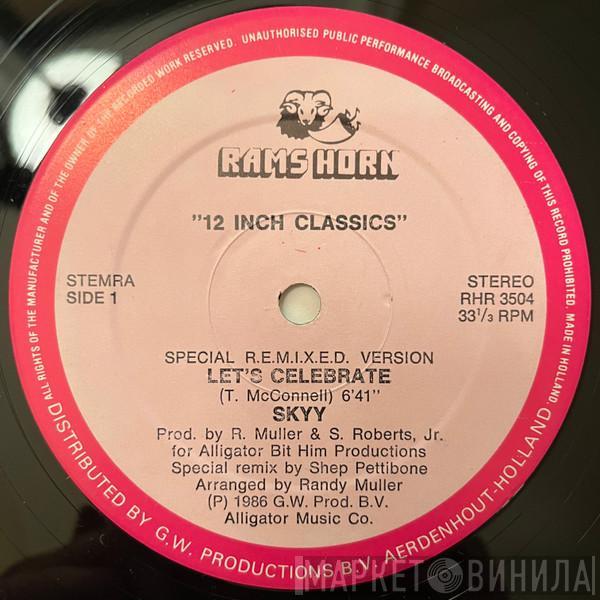 ALL RIGHTS OF THE MANUFACTURER AND OF THE OWNER OF THE RECORDED WORK RESERVED. UNAUTHORISED PUBLIC PERFORMANCE BROADCASTING AND COPYING OF THIS RECORD PROHIBITED. MADE IN HOLLAND.
RAMS HORN
"12 INCH CLASSICS"
STEMRA
SIDE 1
STEREO
RHR 3504
33 1/3 RPM
SPECIAL R.E.M.I.X.E.D. VERSION
LET'S CELEBRATE
(T. McConnell) 6'41"
SKYY
Prod. by R. Muller & S. Roberts, Jr.
for Alligator Bit Him Productions
Special remix by Shep Pettibone
Arranged by Randy Muller
(P) 1986 G.W. Prod. B.V.
Alligator Music Co.
DISTRIBUTED BY G.W. PRODUCTIONS B.V. AERDENHOUT-HOLLAND.
МАРКЕТ ВИНИЛА